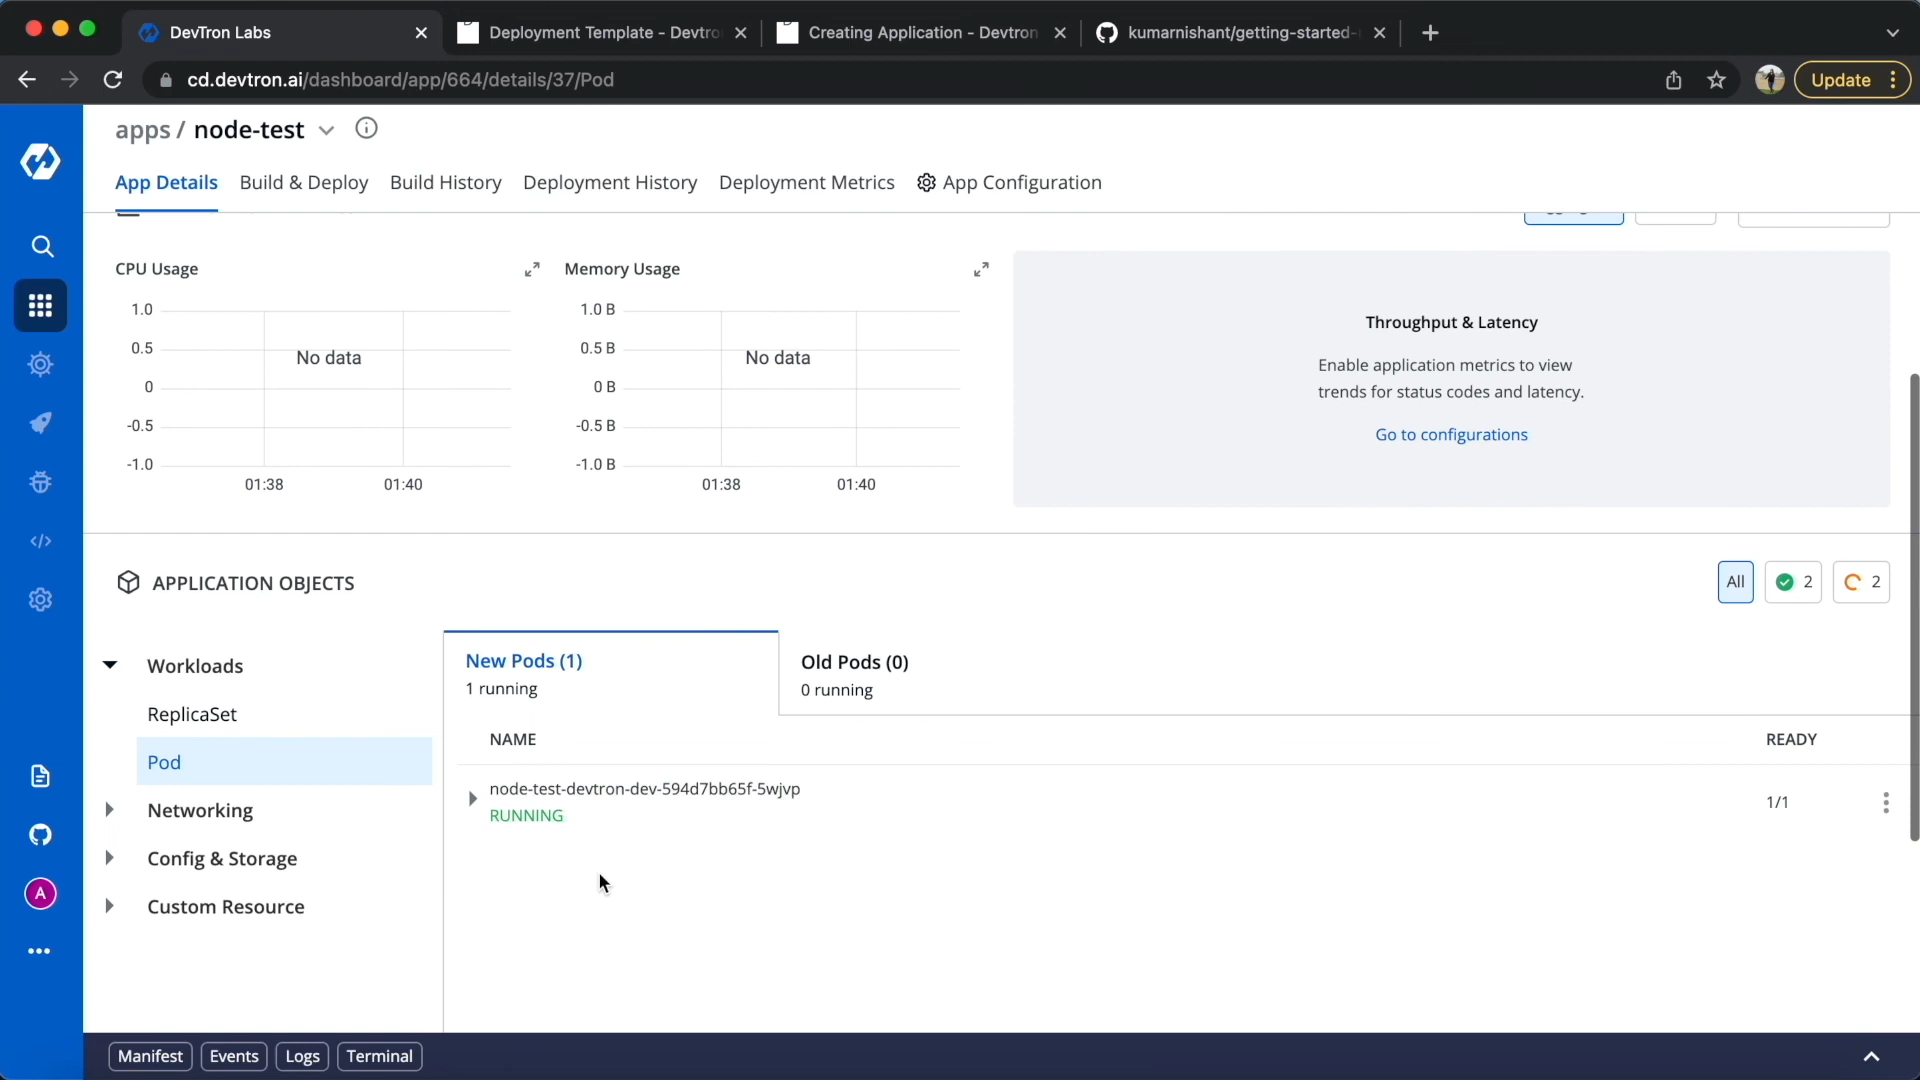 DevTron Labs
Deployment Template - Devtro
Creating Application - Devtron
kumarnishant/getting-started-
cd.devtron.ai/dashboard/app/664/details/37/Pod
Update
apps / node-test
App Details
Build & Deploy
Build History
Deployment History
Deployment Metrics
App Configuration
CPU Usage
1.0
0.5
0
-0.5
-1.0
No data
01:38
01:40
Memory Usage
1.0 B
0.5 B
0 B
-0.5 B
-1.0 B
No data
01:38
01:40
Throughput & Latency
Enable application metrics to view
trends for status codes and latency.
Go to configurations
APPLICATION OBJECTS
All
2
2
Workloads
ReplicaSet
Pod
Networking
Config & Storage
Custom Resource
New Pods (1)
1 running
Old Pods (0)
0 running
NAME
READY
node-test-devtron-dev-594d7bb65f-5wjvp
RUNNING
1/1
A
Manifest
Events
Logs
Terminal